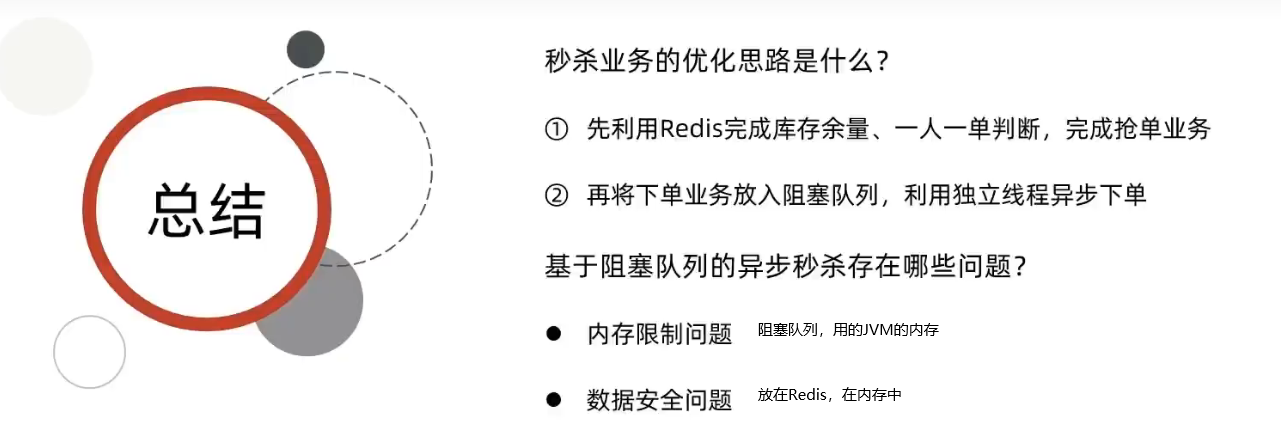 总结
秒杀业务的优化思路是什么？
① 先利用Redis完成库存余量、一人一单判断，完成抢单业务
② 再将下单业务放入阻塞队列，利用独立线程异步下单
基于阻塞队列的异步秒杀存在哪些问题？
● 内存限制问题 阻塞队列，用的JVM的内存
● 数据安全问题 放在Redis，在内存中